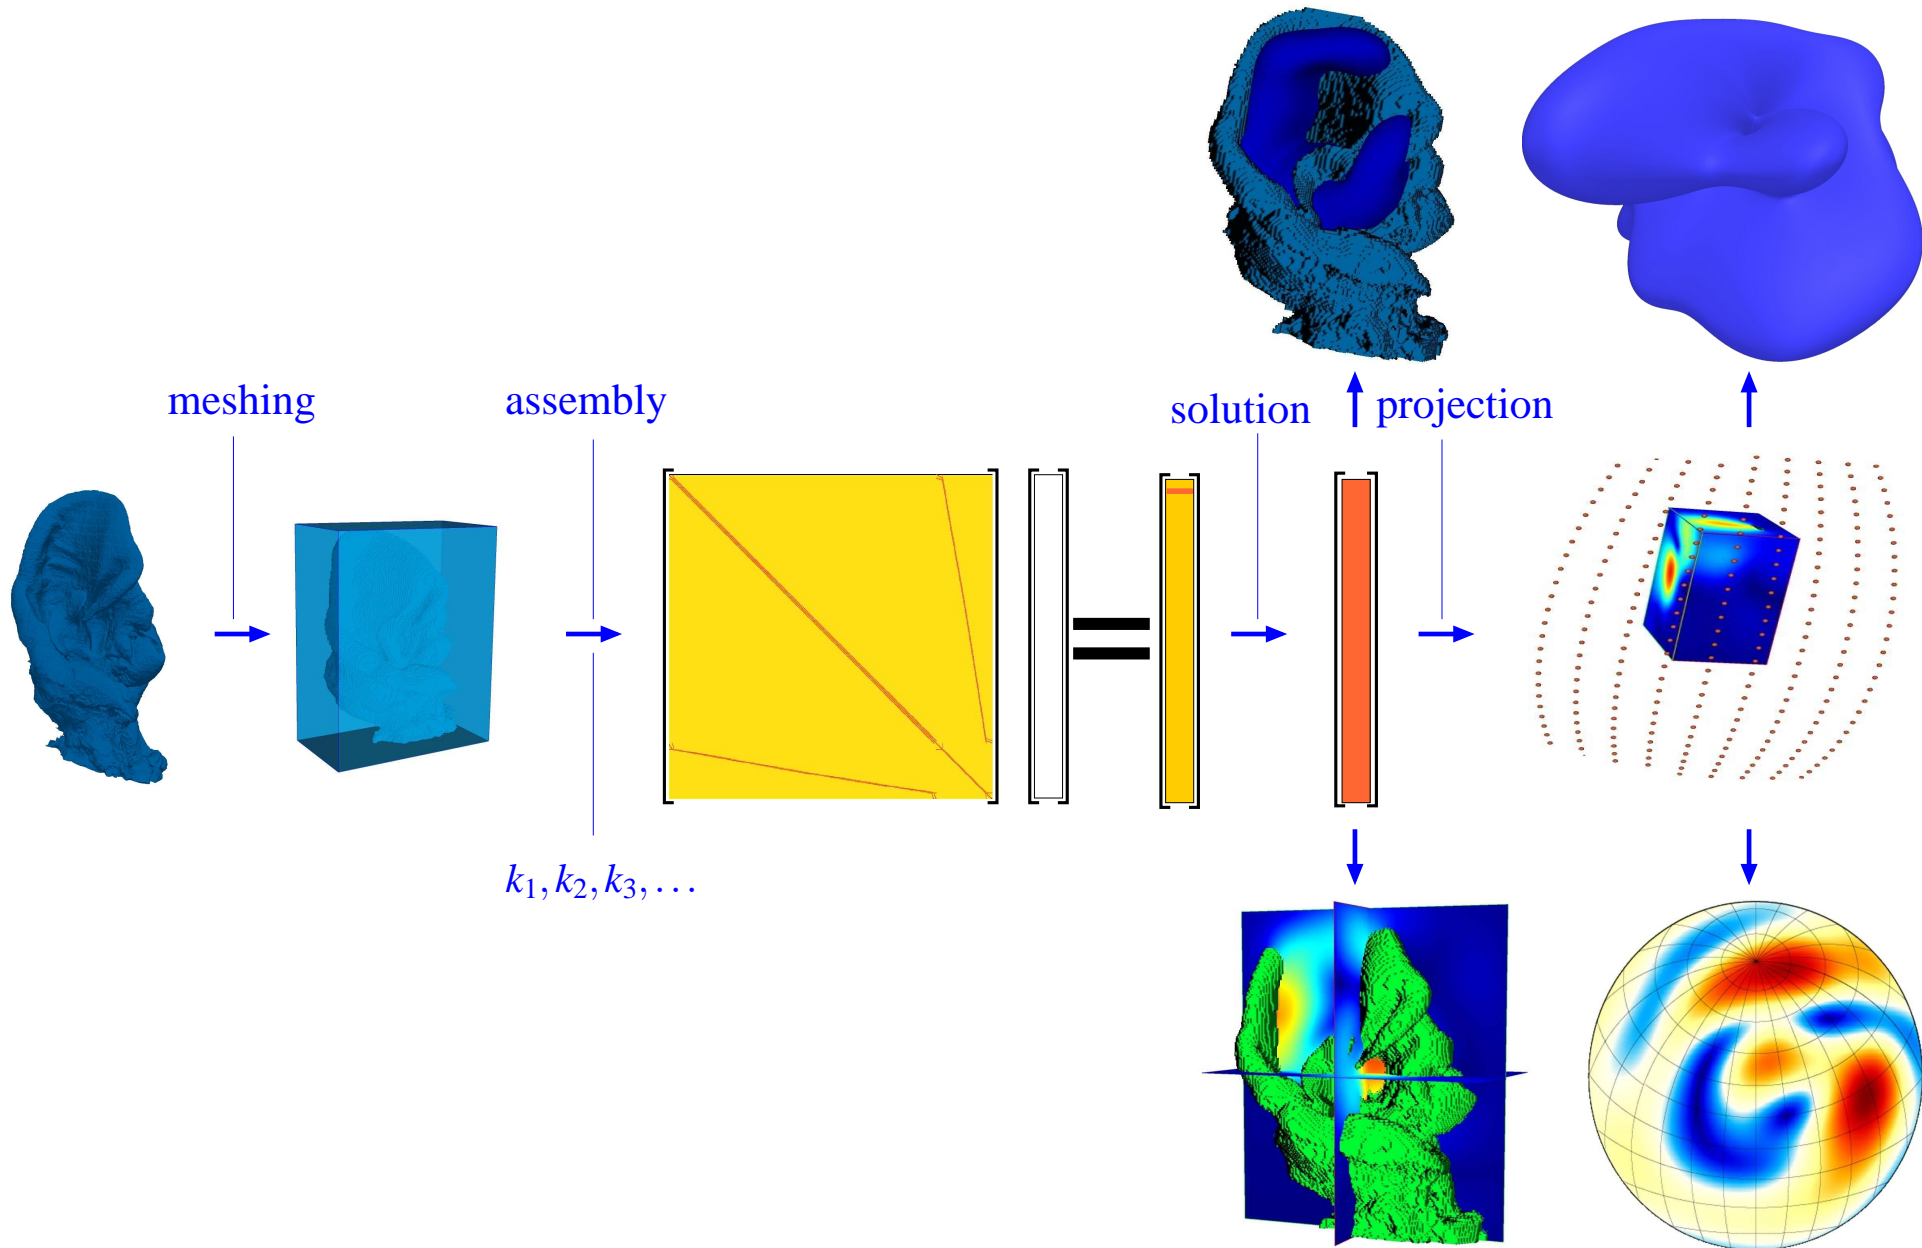 meshing
assembly
solution
projection
k₁, k₂, k₃, …